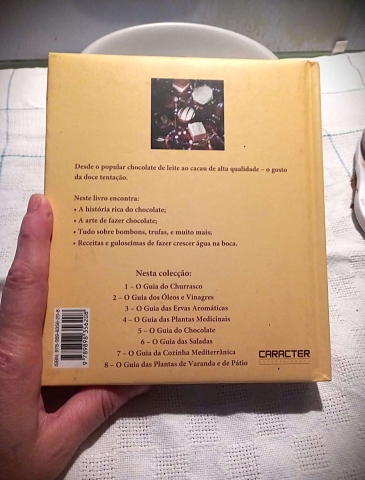 Desde o popular chocolate de leite ao cacau de alta qualidade – o gosto
da doce tentação.
Neste livro encontra:
• A história rica do chocolate;
• A arte de fazer chocolate;
• Tudo sobre bombons, trufas, e muito mais;
• Receitas e guloseimas de fazer crescer água na boca.
Nesta colecção:
1 – O Guia do Churrasco
2 – O Guia dos Óleos e Vinagres
3 – O Guia das Ervas Aromáticas
4 – O Guia das Plantas Medicinais
5 – O Guia do Chocolate
6 – O Guia das Saladas
7 – O Guia da Cozinha Mediterrânica
8 – O Guia das Plantas de Varanda e de Pátio
CARACTER